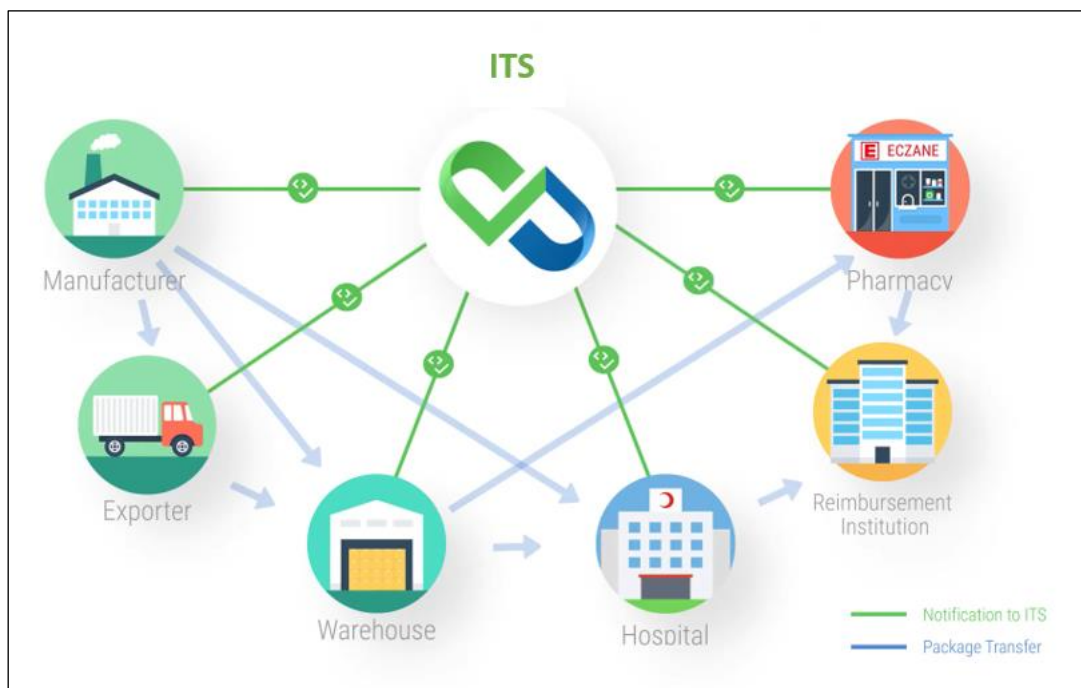 ITS
E ECZANE
Manufacturer
Pharmacy
Exporter
Reimbursement
Institution
Warehouse
Hospital
Notification to ITS
Package Transfer